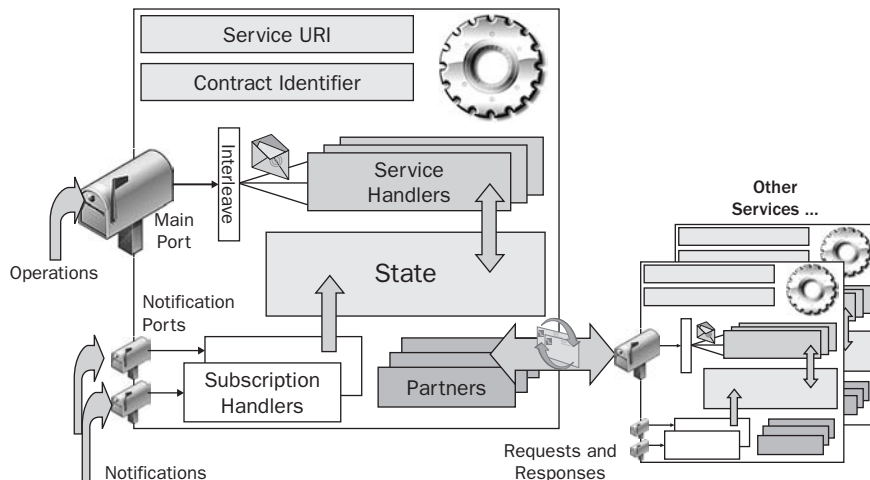 Service URI
Contract Identifier
Interleave
Service
Handlers
Main
Port
Operations
State
Other
Services ...
Notification
Ports
Subscription
Handlers
Partners
Notifications
Requests and
Responses